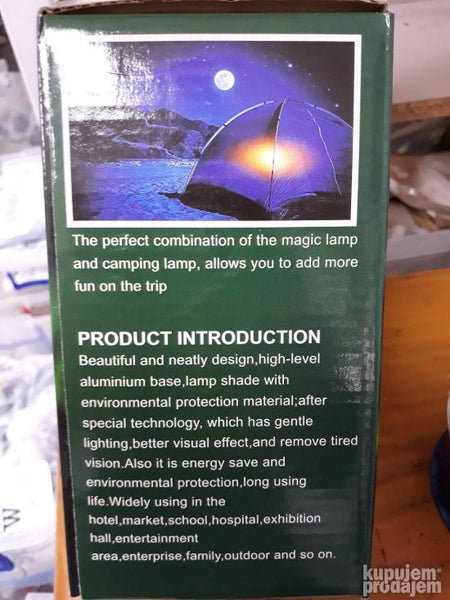 The perfect combination of the magic lamp
and camping lamp, allows you to add more
fun on the trip
PRODUCT INTRODUCTION
Beautiful and neatly design,high-level
aluminium base,lamp shade with
environmental protection material;after
special technology, which has gentle
lighting,better visual effect,and remove tired
vision.Also it is energy save and
environmental protection,long using
life.Widely using in the
hotel,market,school,hospital,exhibition
hall,entertainment
area,enterprise,family,outdoor and so on.
kupujem
prodajem